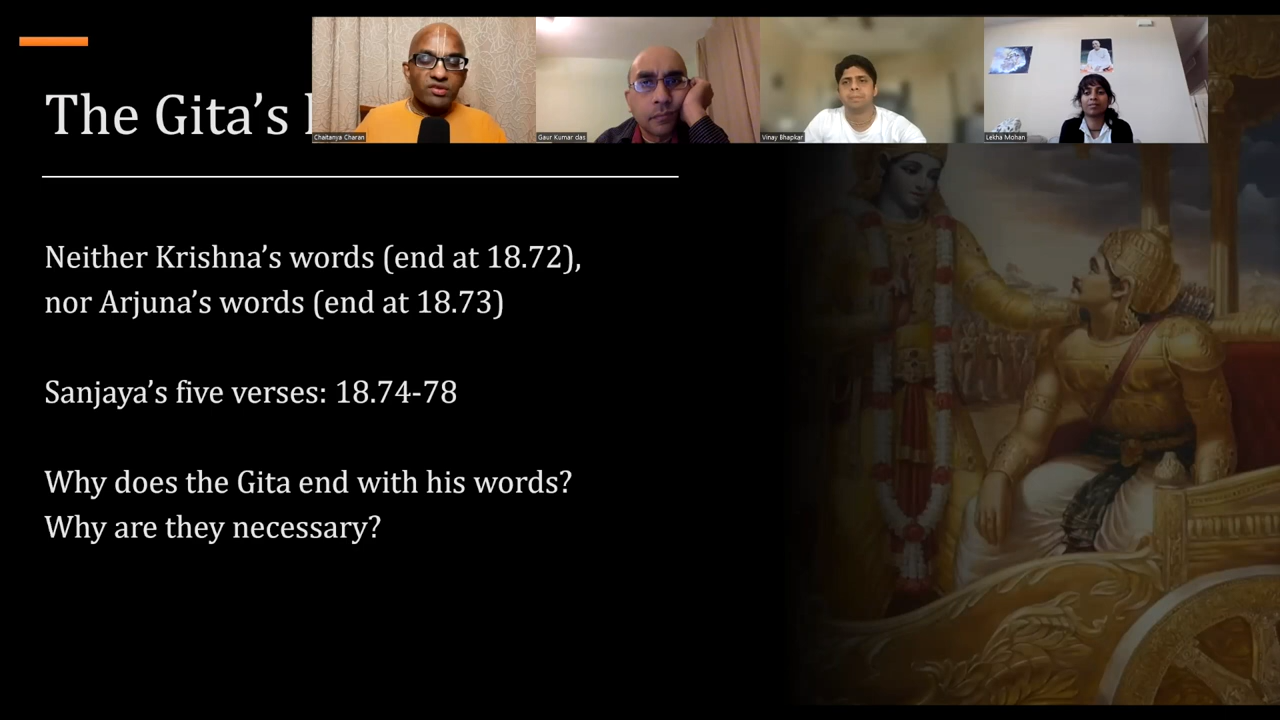 The Gita's
Chaitanya Charan
Gaur Kumar das
Vinay Bhapkar
Lekha Mohan
Neither Krishna's words (end at 18.72),
nor Arjuna's words (end at 18.73)
Sanjaya's five verses: 18.74-78
Why does the Gita end with his words?
Why are they necessary?